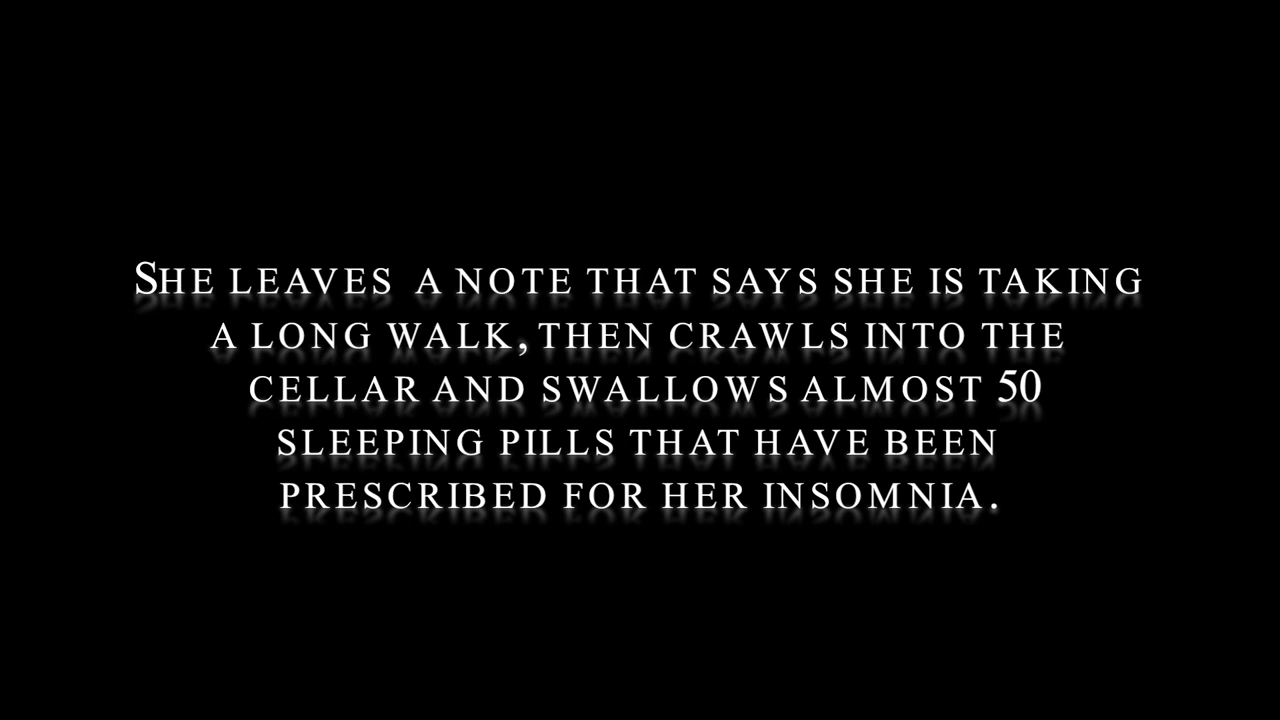 She leaves a note that says she is taking
a long walk, then crawls into the
cellar and swallows almost 50
sleeping pills that have been
prescribed for her insomnia.